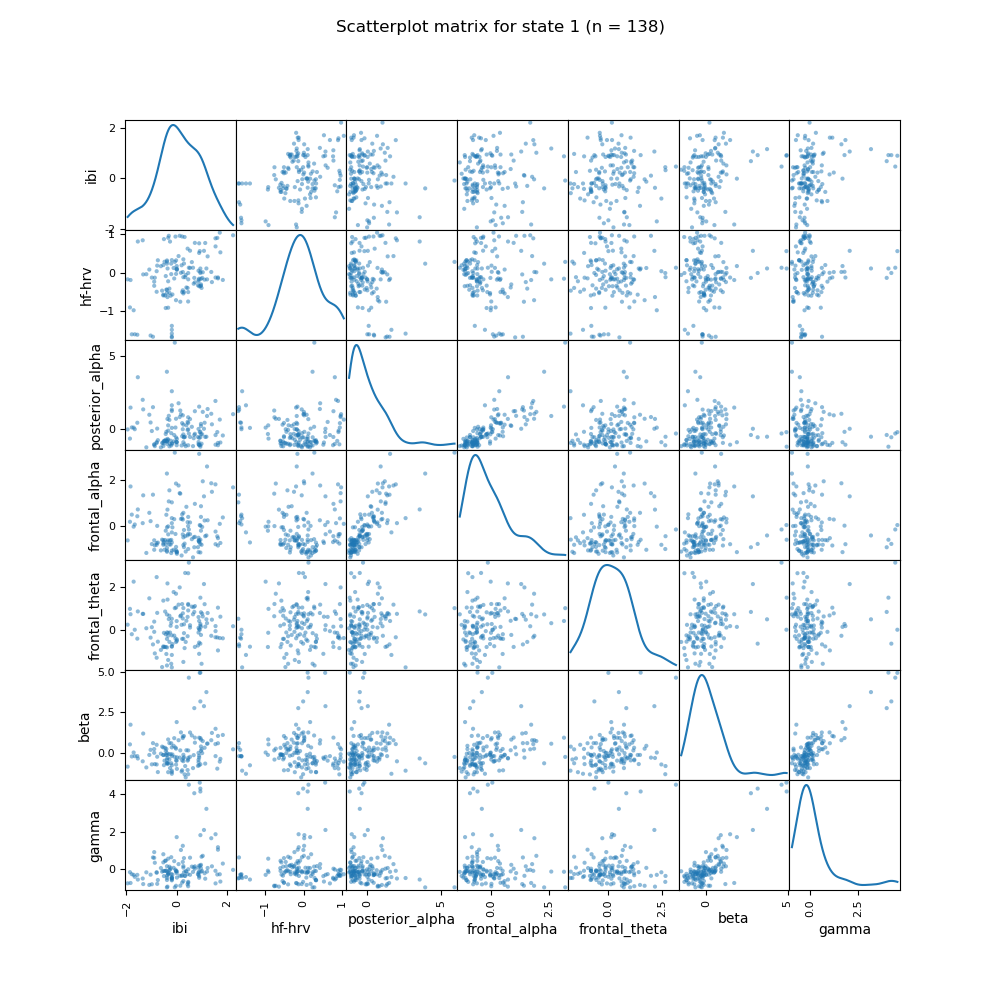 Scatterplot matrix for state 1 (n = 138)
ibi
2
0
−2
hf-hrv
1
0
−1
posterior_alpha
5
0
frontal_alpha
2
0
frontal_theta
2
0
beta
5.0
2.5
0.0
gamma
4
2
0
−2 0 2 −1 0 1 0 5 0.0 2.5 0.0 2.5 0 5 0.0 2.5
ibi hf-hrv posterior_alpha frontal_alpha frontal_theta beta gamma